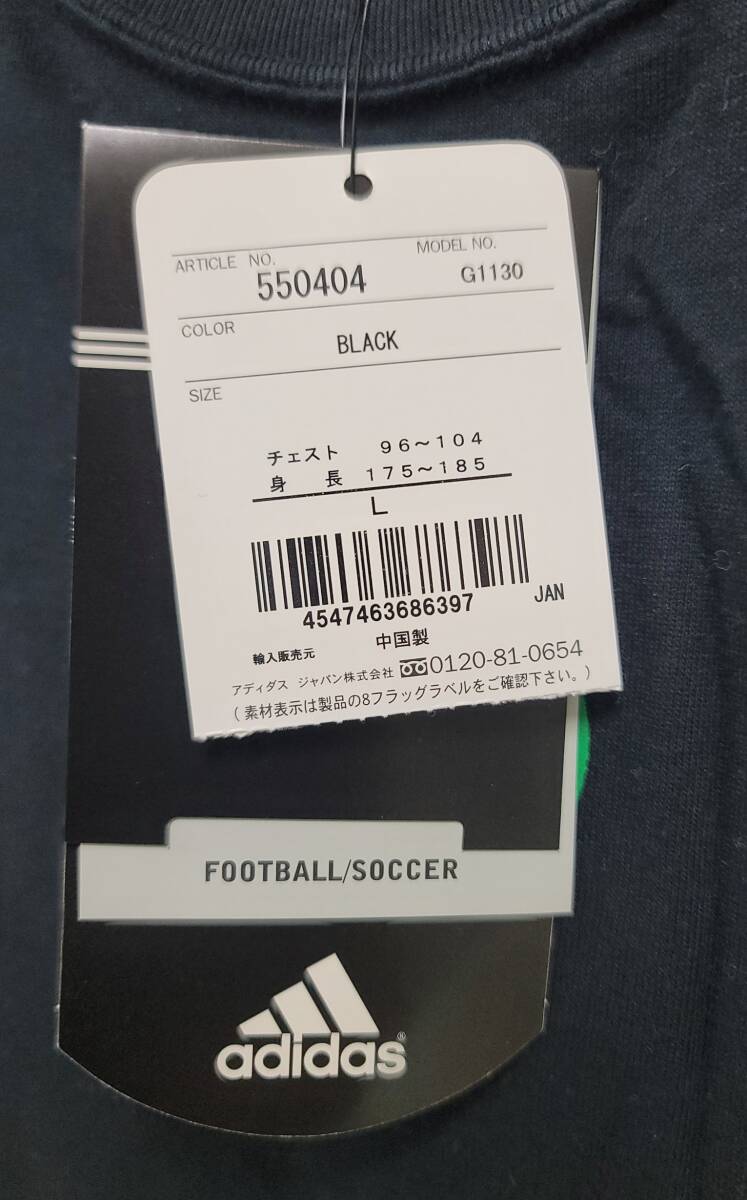 ARTICLE NO. MODEL NO.
550404 G1130
COLOR
BLACK
SIZE
チェスト 96～104
身 長 175～185
L
4547463686397 JAN
中国製
輸入販売元
アディダス ジャパン株式会社 0120-81-0654
(素材表示は製品の8フラッグラベルをご確認下さい。)
FOOTBALL/SOCCER
adidas®